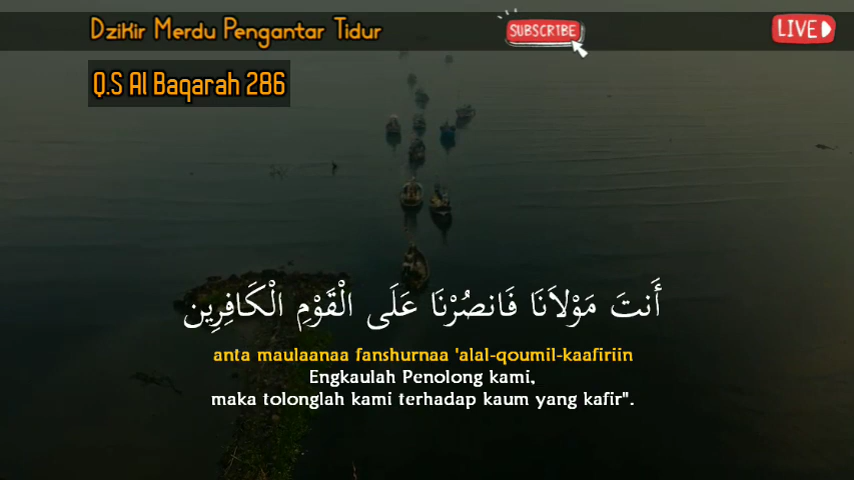 Dzikir Merdu Pengantar Tidur
SUBSCRIBE
LIVE
Q.S Al Baqarah 286
أَنتَ مَوْلاَنَا فَانصُرْنَا عَلَى الْقَوْمِ الْكَافِرِين
anta maulaanaa fanshurnaa 'alal-qoumil-kaafiriin
Engkaulah Penolong kami,
maka tolonglah kami terhadap kaum yang kafir".